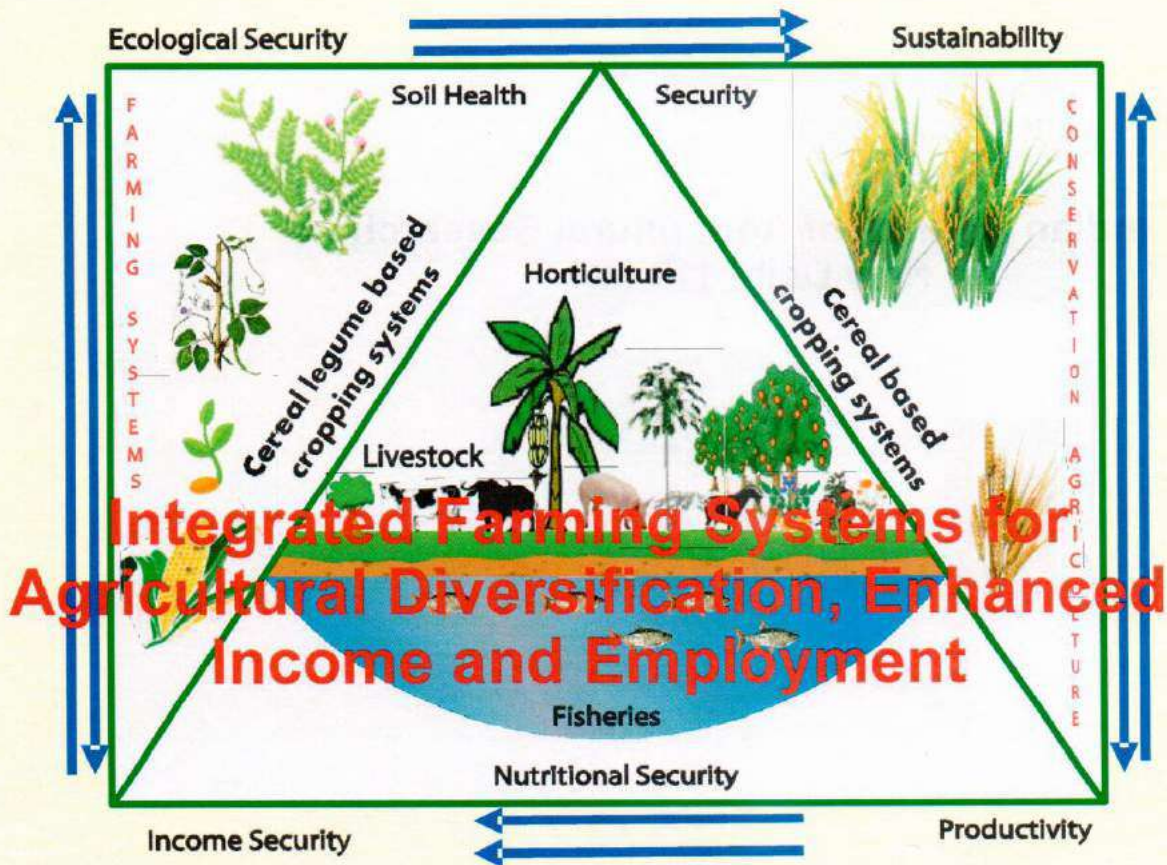 Ecological Security
Sustainability
Soil Health
Security
FARMING SYSTEMS
CONSERVATION AGRICULTURE
Horticulture
Cereal legume based
cropping systems
Cereal based
cropping systems
Livestock
Integrated Farming Systems for
Agricultural Diversification, Enhanced
Income and Employment
Fisheries
Nutritional Security
Income Security
Productivity